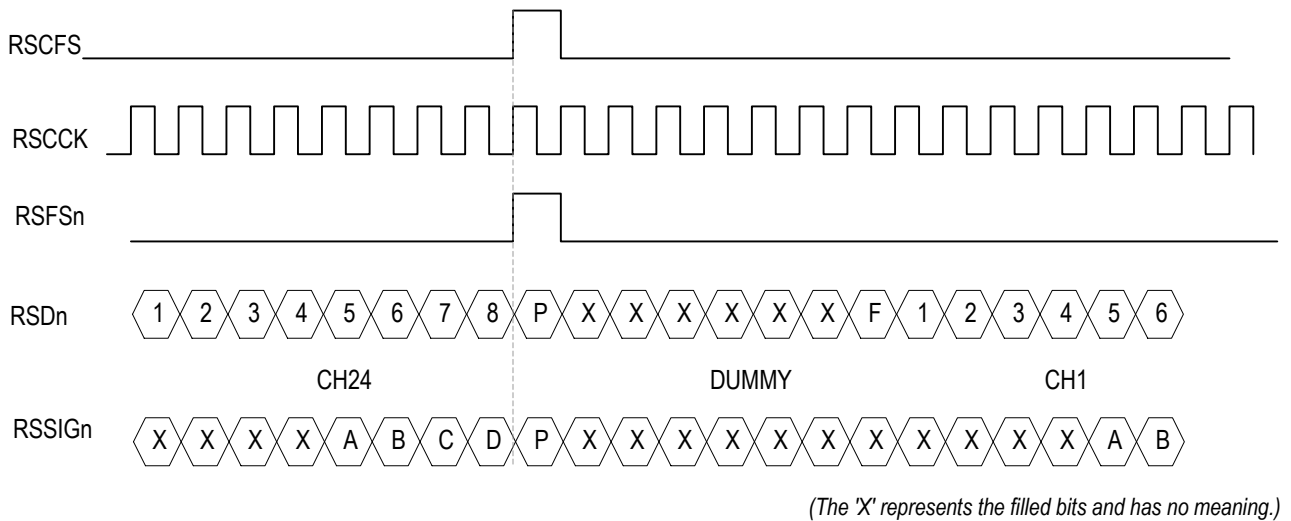 RSCFS
RSCCK
RSFSn
RSDn 1 2 3 4 5 6 7 8 P X X X X X X F 1 2 3 4 5 6
CH24 DUMMY CH1
RSSIGn X X X X A B C D P X X X X X X X X X X X A B
(The 'X' represents the filled bits and has no meaning.)